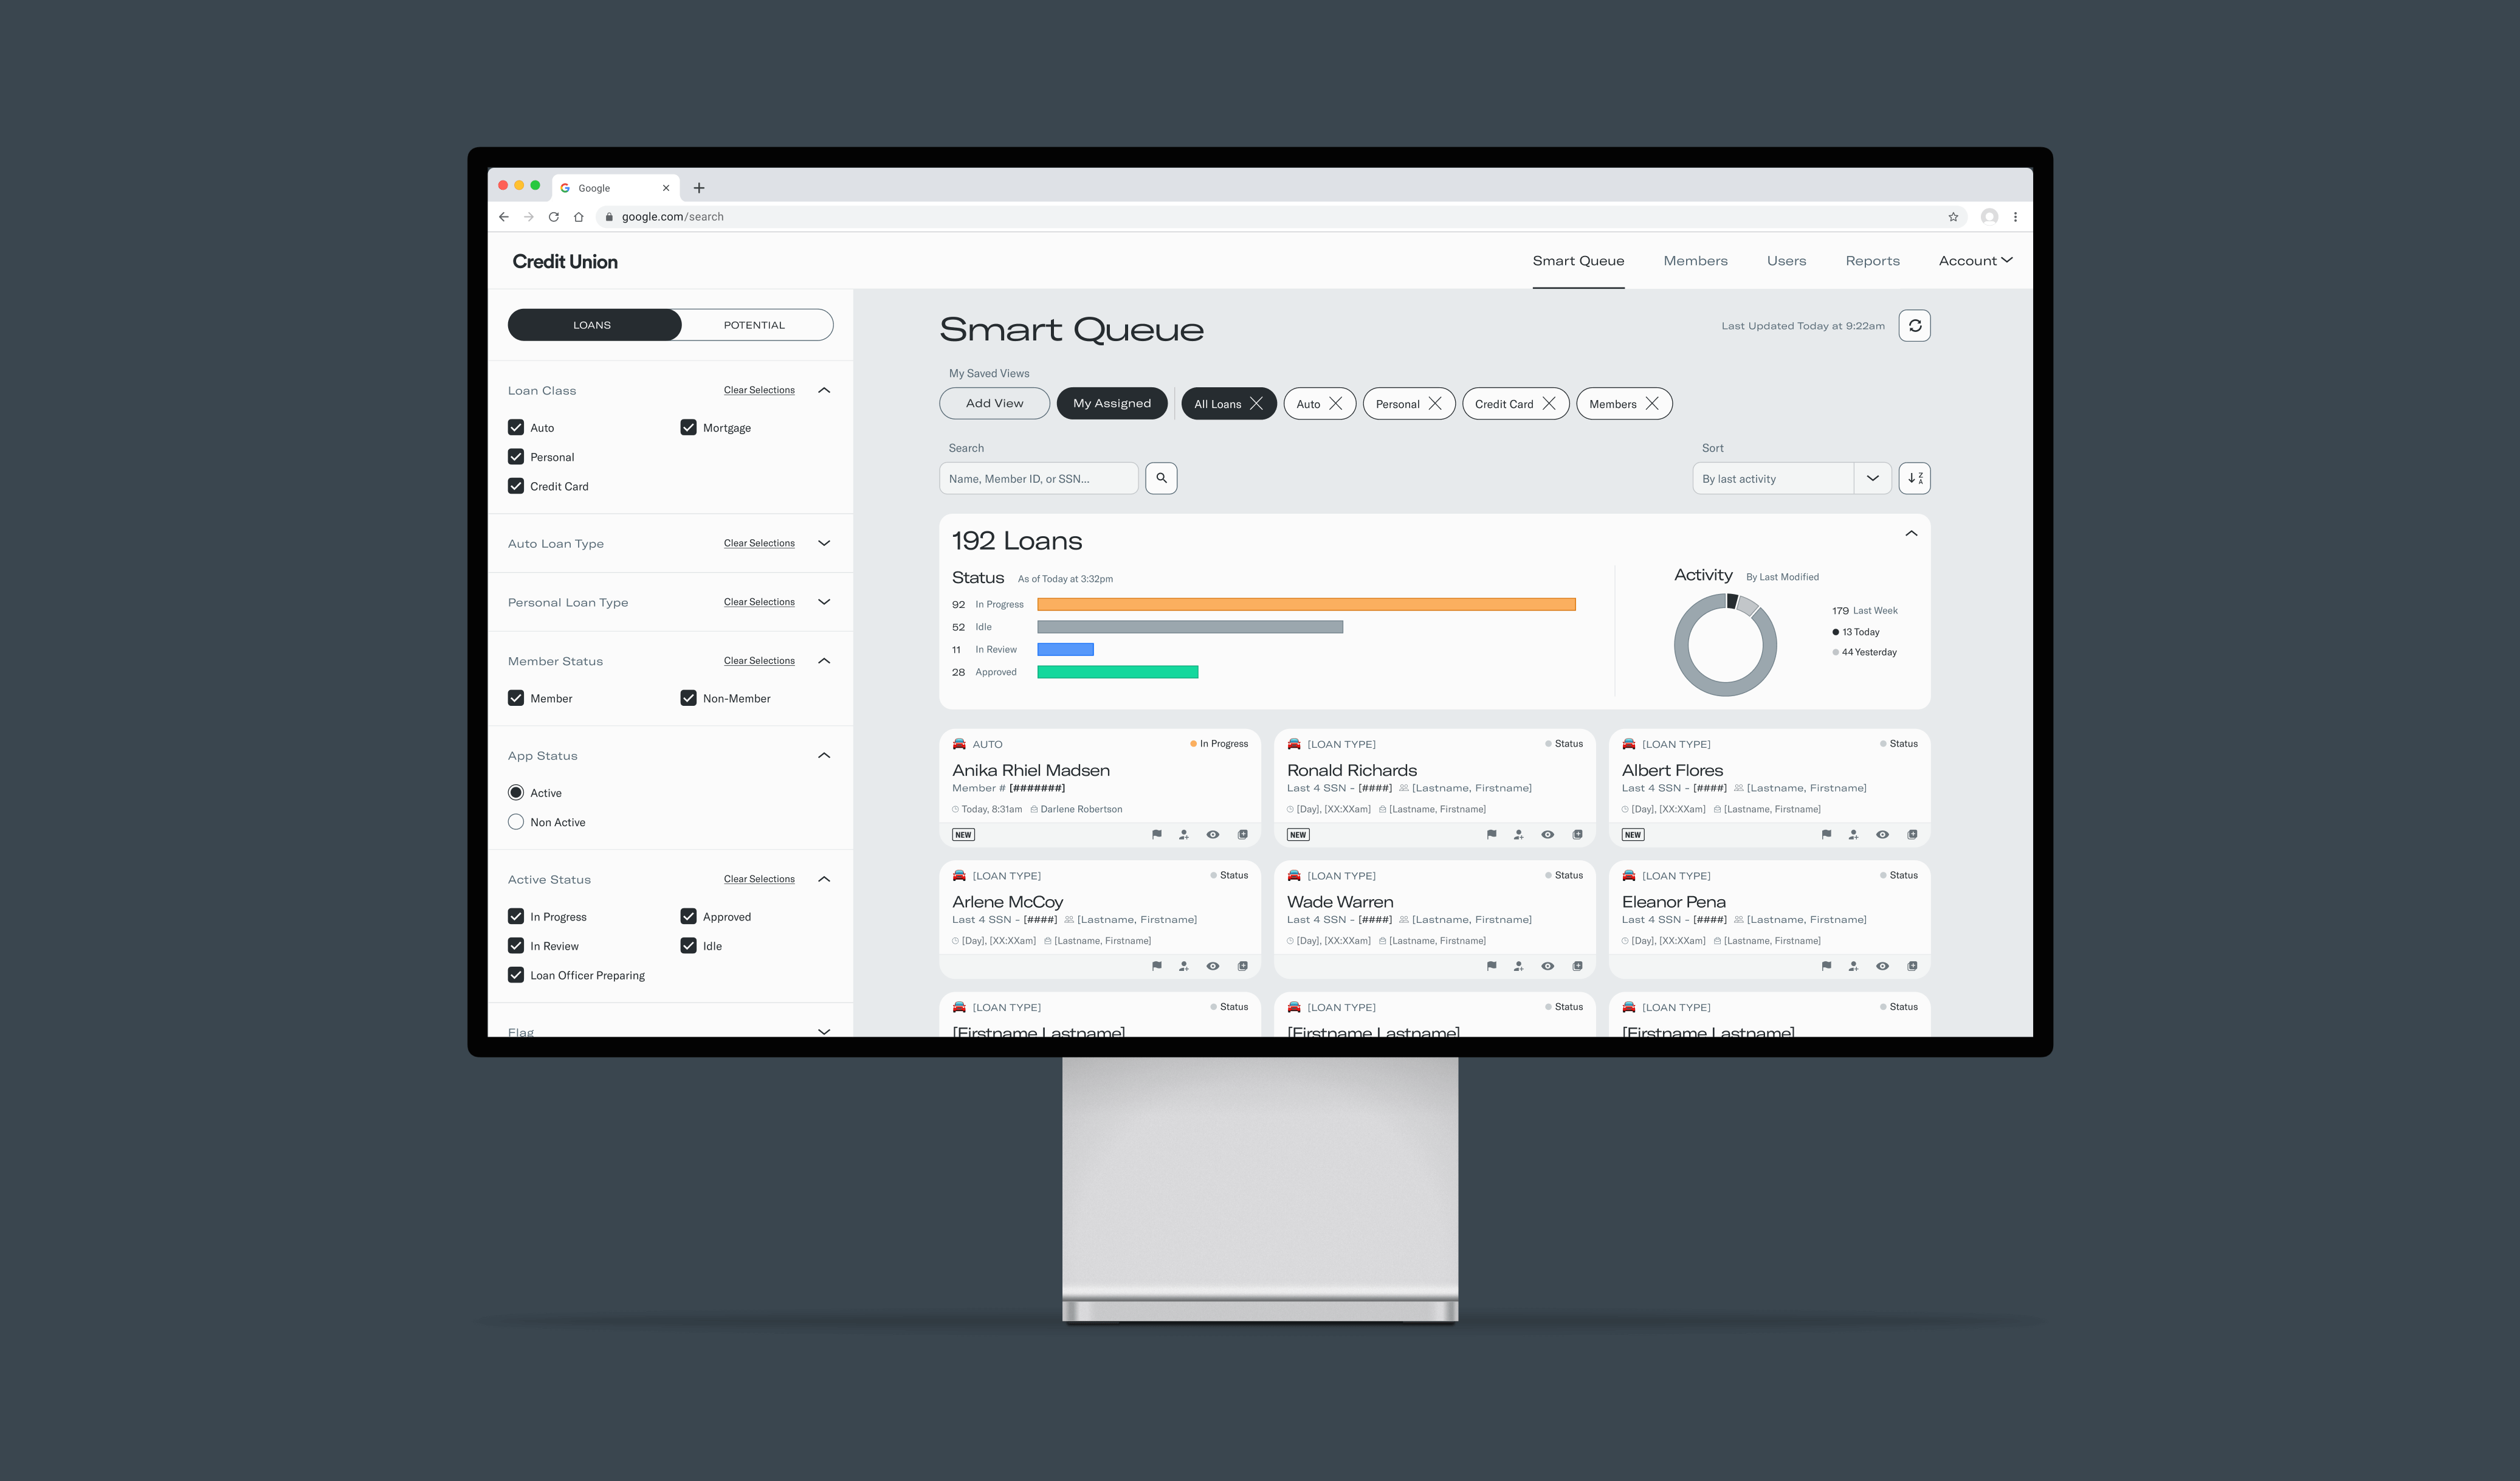 Google
google.com/search
Credit Union
Smart Queue
Members
Users
Reports
Account
LOANS
POTENTIAL
Loan Class
Clear Selections
Auto
Mortgage
Personal
Credit Card
Auto Loan Type
Clear Selections
Personal Loan Type
Clear Selections
Member Status
Clear Selections
Member
Non-Member
App Status
Active
Non Active
Active Status
Clear Selections
In Progress
Approved
In Review
Idle
Loan Officer Preparing
Flag
Smart Queue
Last Updated Today at 9:22am
My Saved Views
Add View
My Assigned
All Loans
Auto
Personal
Credit Card
Members
Search
Sort
Name, Member ID, or SSN...
By last activity
Z
A
192 Loans
Status As of Today at 3:32pm
92 In Progress
52 Idle
11 In Review
28 Approved
Activity By Last Modified
179 Last Week
13 Today
44 Yesterday
AUTO
In Progress
Anika Rhiel Madsen
Member # [#######]
Today, 8:31am Darlene Robertson
NEW
[LOAN TYPE]
Status
Ronald Richards
Last 4 SSN - [####] [Lastname, Firstname]
[Day], [XX:XXam] [Lastname, Firstname]
NEW
[LOAN TYPE]
Status
Albert Flores
Last 4 SSN - [####] [Lastname, Firstname]
[Day], [XX:XXam] [Lastname, Firstname]
NEW
[LOAN TYPE]
Status
Arlene McCoy
Last 4 SSN - [####] [Lastname, Firstname]
[Day], [XX:XXam] [Lastname, Firstname]
[LOAN TYPE]
Status
Wade Warren
Last 4 SSN - [####] [Lastname, Firstname]
[Day], [XX:XXam] [Lastname, Firstname]
[LOAN TYPE]
Status
Eleanor Pena
Last 4 SSN - [####] [Lastname, Firstname]
[Day], [XX:XXam] [Lastname, Firstname]
[LOAN TYPE]
Status
[Firstname Lastname]
[LOAN TYPE]
Status
[Firstname Lastname]
[LOAN TYPE]
Status
[Firstname Lastname]